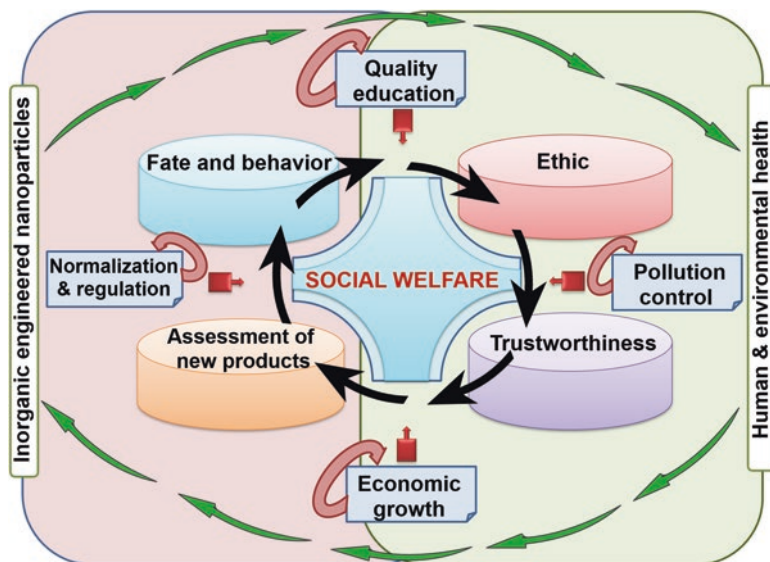 Inorganic engineered nanoparticles
Quality
education
Fate and behavior
Ethic
Normalization
& regulation
SOCIAL WELFARE
Pollution
control
Assessment of
new products
Trustworthiness
Economic
growth
Human & environmental health